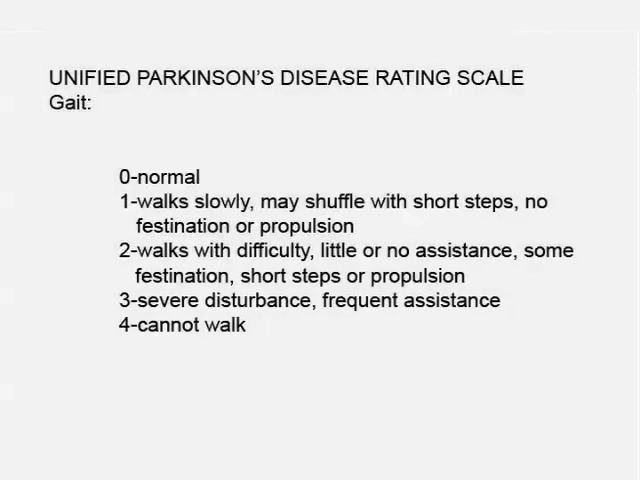 UNIFIED PARKINSON'S DISEASE RATING SCALE
Gait:
0-normal
1-walks slowly, may shuffle with short steps, no
festination or propulsion
2-walks with difficulty, little or no assistance, some
festination, short steps or propulsion
3-severe disturbance, frequent assistance
4-cannot walk